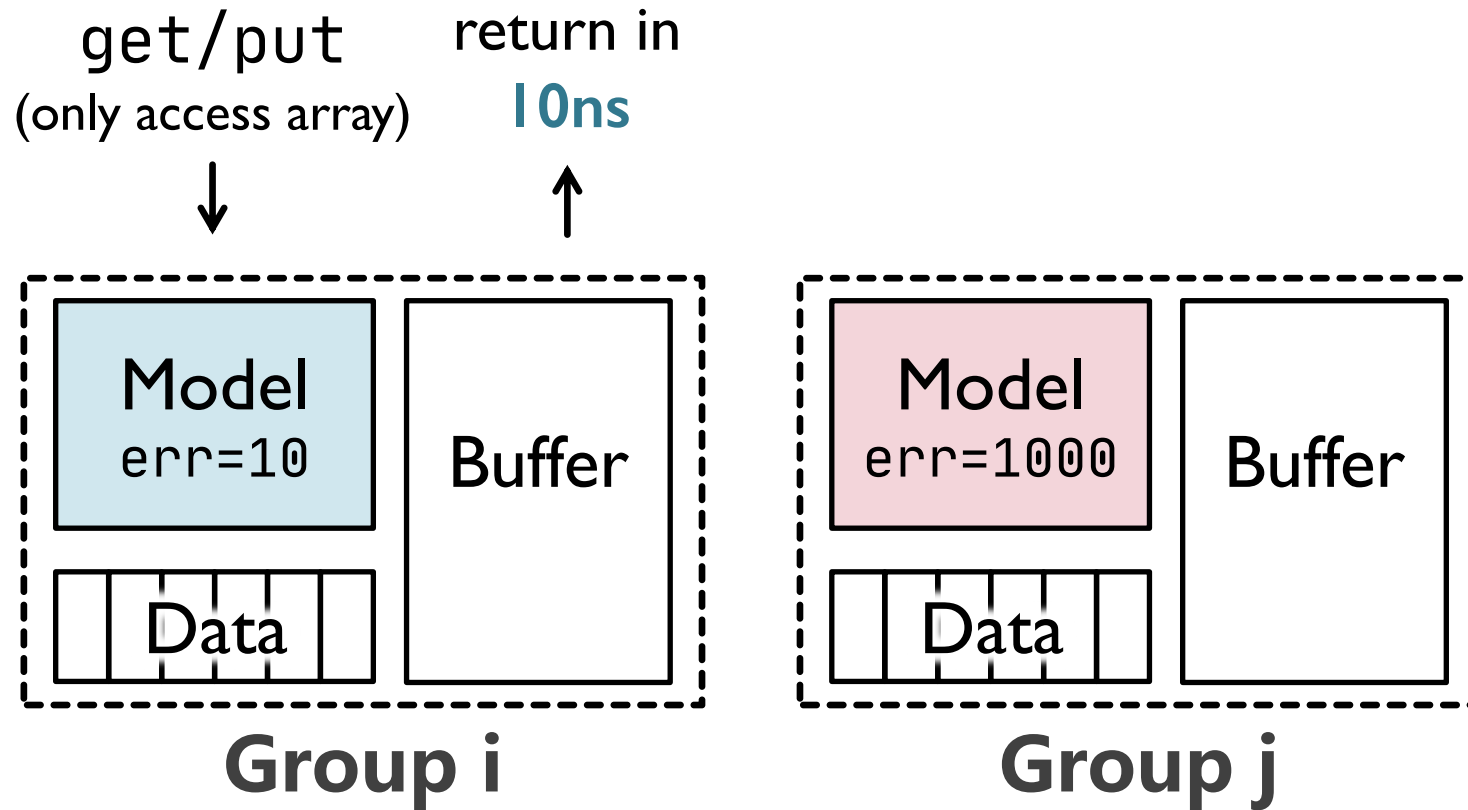 get/put
(only access array)
return in
10ns
Model
err=10
Buffer
Data
Group i
Model
err=1000
Buffer
Data
Group j